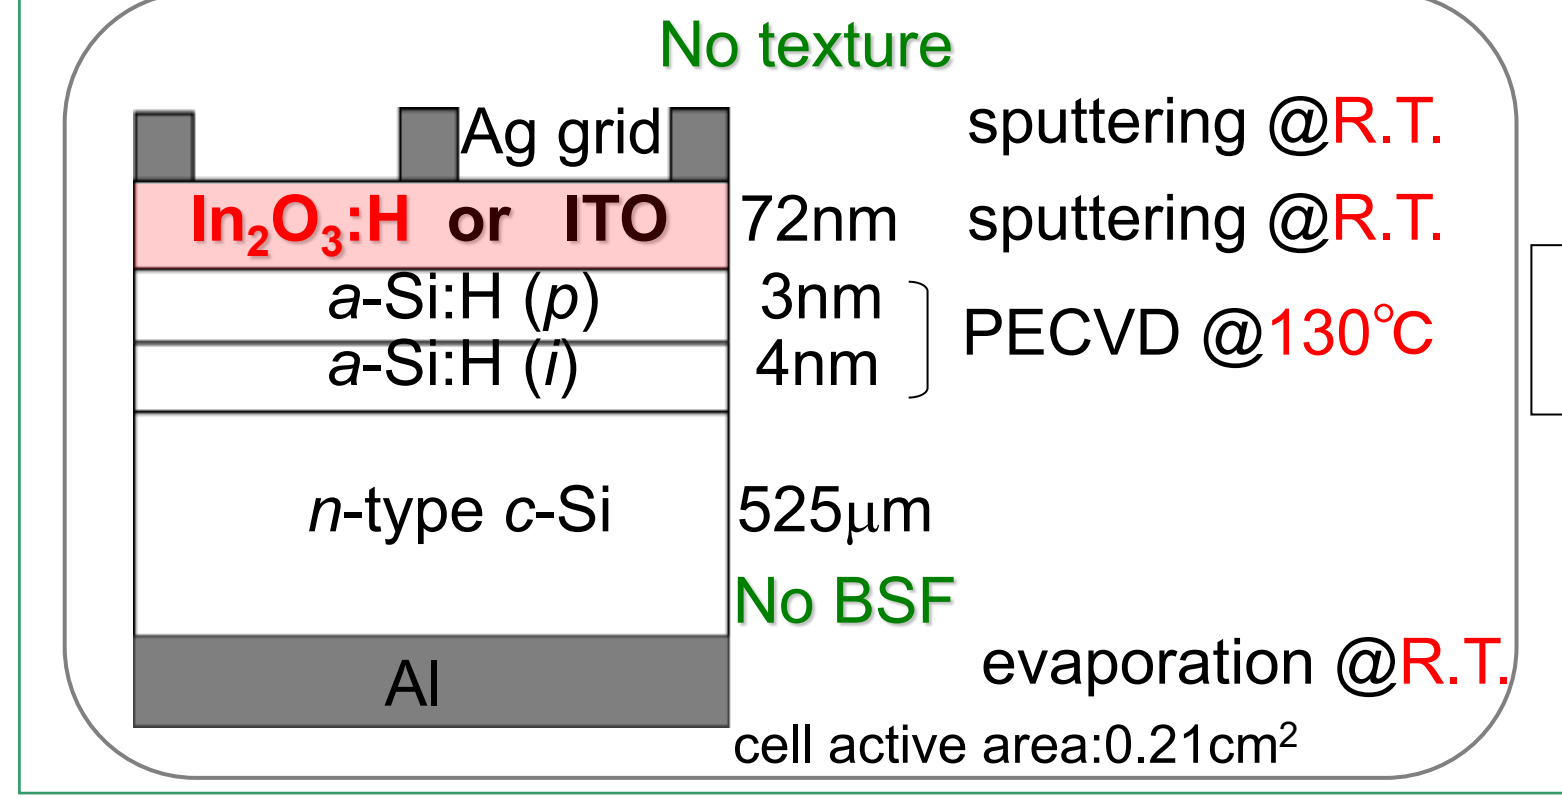 No texture
Ag grid sputtering @R.T.
In₂O₃:H or ITO 72nm sputtering @R.T.
a-Si:H (p) 3nm
PECVD @130℃
a-Si:H (i) 4nm
n-type c-Si 525μm
No BSF
evaporation @R.T.
Al
cell active area:0.21cm²